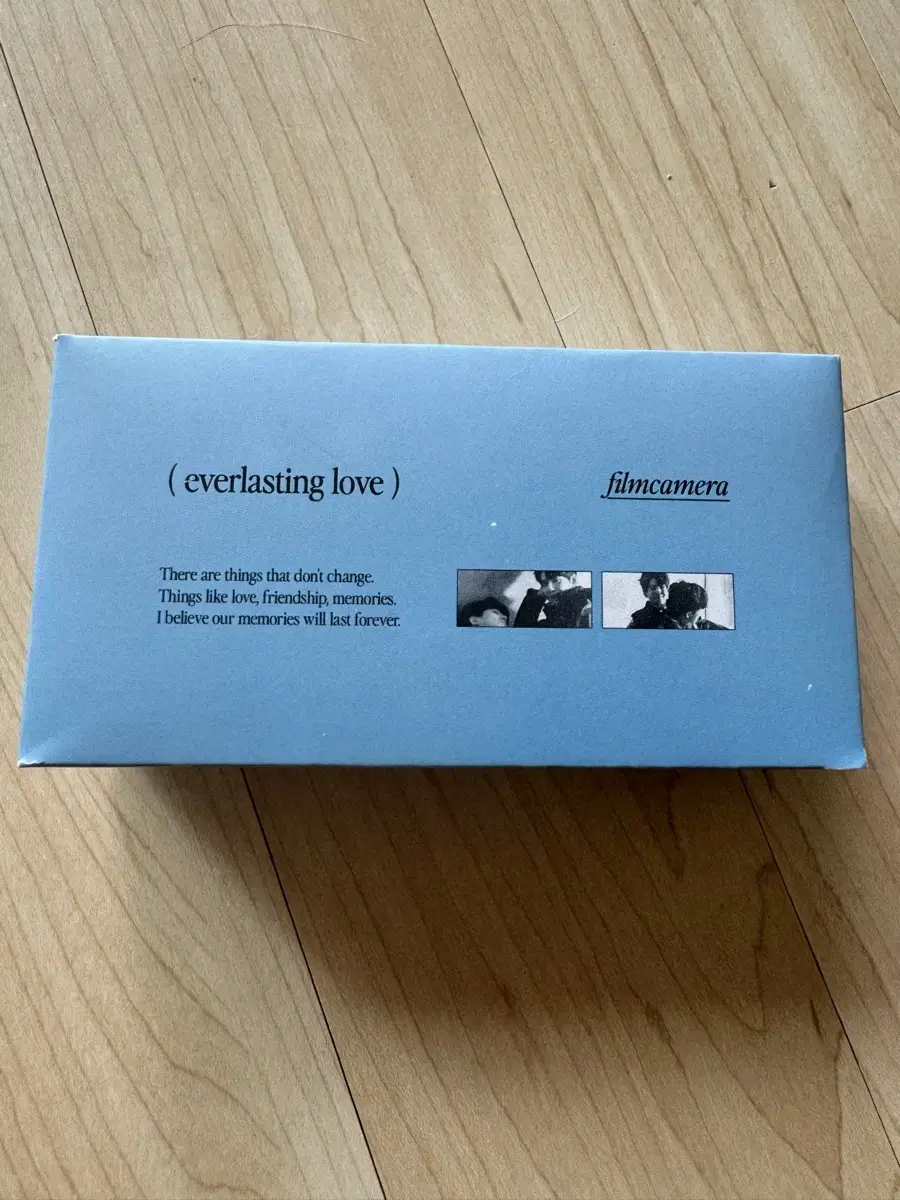 ( everlasting love )
filmcamera
There are things that don't change.
Things like love, friendship, memories.
I believe our memories will last forever.